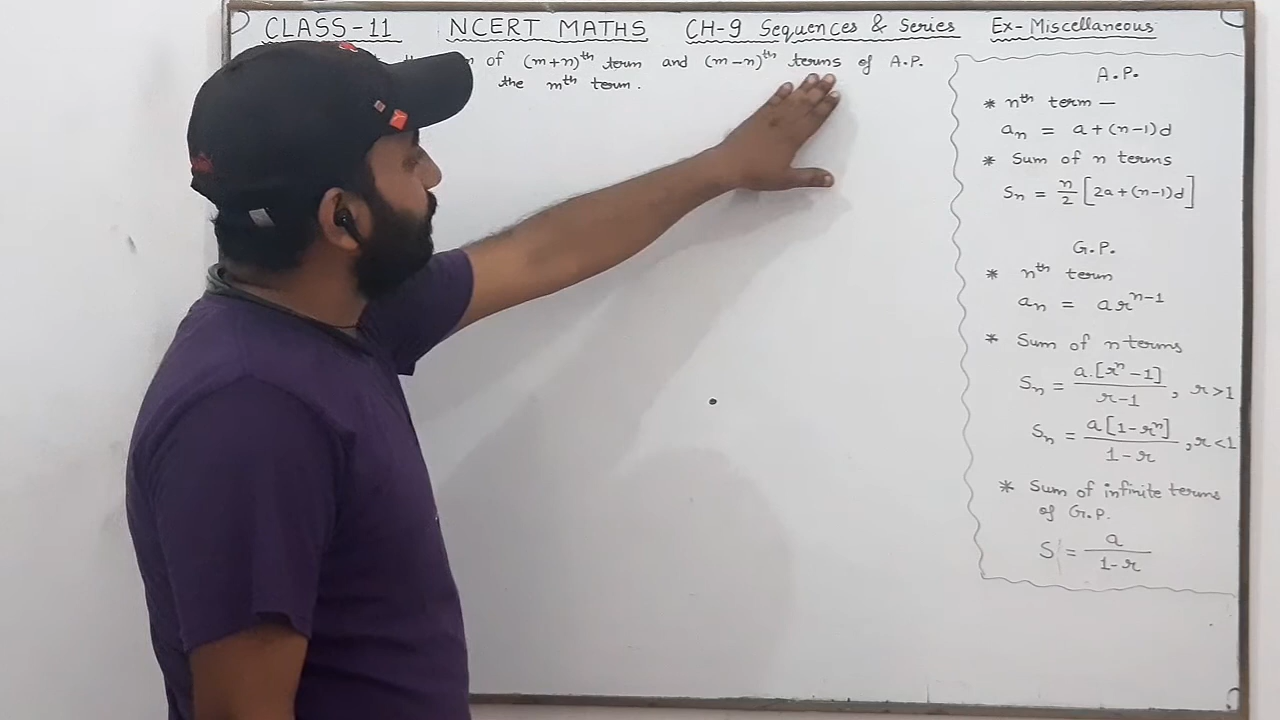 CLASS-11 NCERT MATHS CH-9 Sequences & Series Ex- Miscellaneous
of (m+n)th term and (m-n)th terms of A.P.
the mth term.
A.P.
* nth term —
an = a+(n-1)d
* Sum of n terms
Sn = n/2 [2a+(n-1)d]
G.P.
* nth term
an = ar^n-1
* Sum of n terms
Sn = a.[r^n-1]/r-1, r>1
Sn = a[1-r^n]/1-r, r<1
* Sum of infinite terms
of G.P.
S = a/1-r